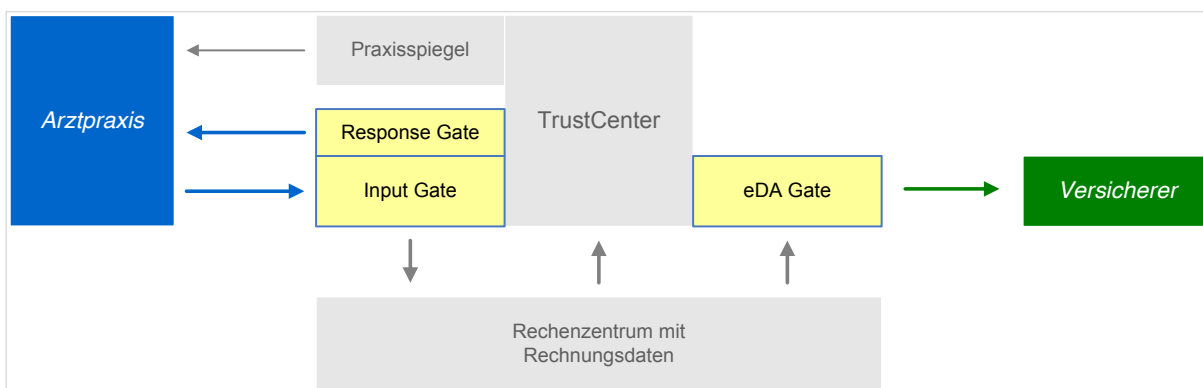 Praxisspiegel
Arztpraxis
Response Gate
TrustCenter
Input Gate
eDA Gate
Versicherer
Rechenzentrum mit
Rechnungsdaten